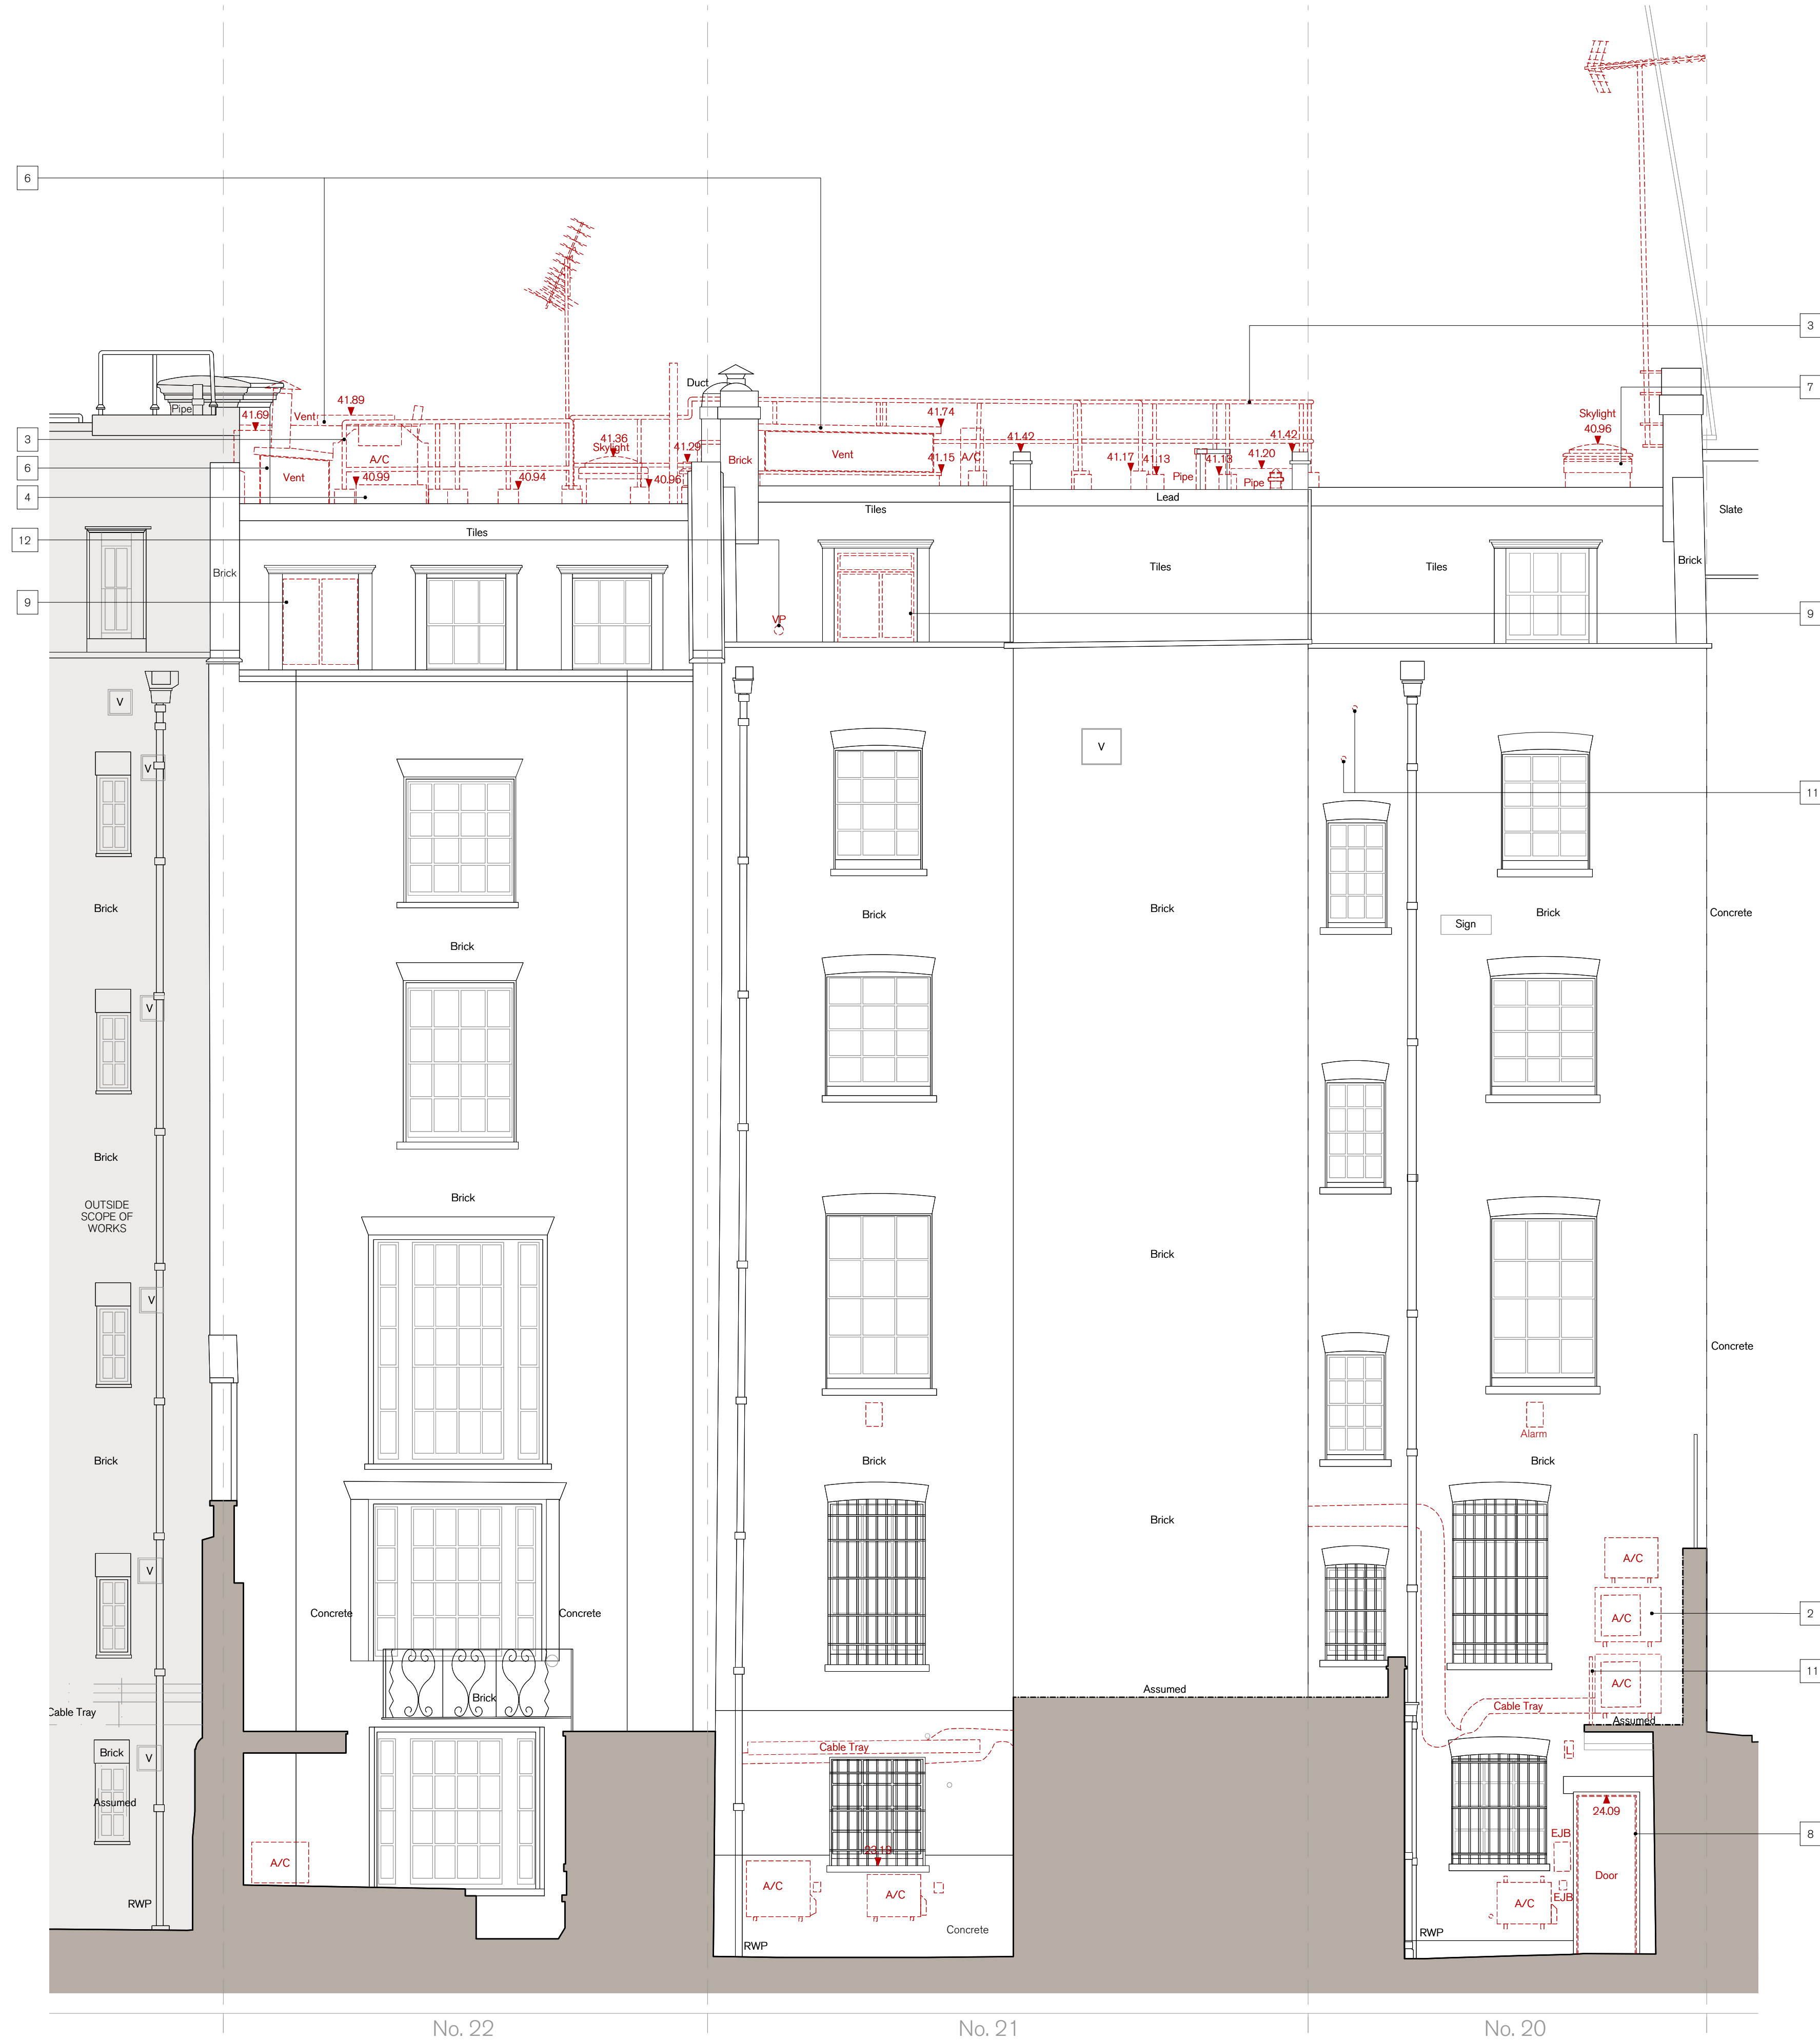 6
3
7
Duct
Pipe
41.69
Vent
41.89
41.36
Skylight
41.29
41.74
41.42
41.42
Skylight
40.96
3
6
A/C
Vent
40.99
40.94
40.96
Brick
Vent
41.15
A/C
41.17
41.13
Pipe
41.13
41.20
Pipe
4
Lead
Tiles
Tiles
Slate
12
Brick
Tiles
Tiles
Brick
9
VP
9
V
V
V
11
Brick
Brick
Brick
Brick
Sign
Brick
Concrete
V
Brick
Brick
OUTSIDE
SCOPE OF
WORKS
Brick
V
Concrete
Alarm
Brick
Brick
Brick
Brick
A/C
V
Concrete
Concrete
A/C
2
11
A/C
Assumed
Brick
Cable Tray
Cable Tray
Assumed
Cable Tray
Brick
V
Assumed
24.09
8
EJB
23.19
A/C
A/C
A/C
Door
EJB
A/C
RWP
Concrete
RWP
RWP
No. 22
No. 21
No. 20